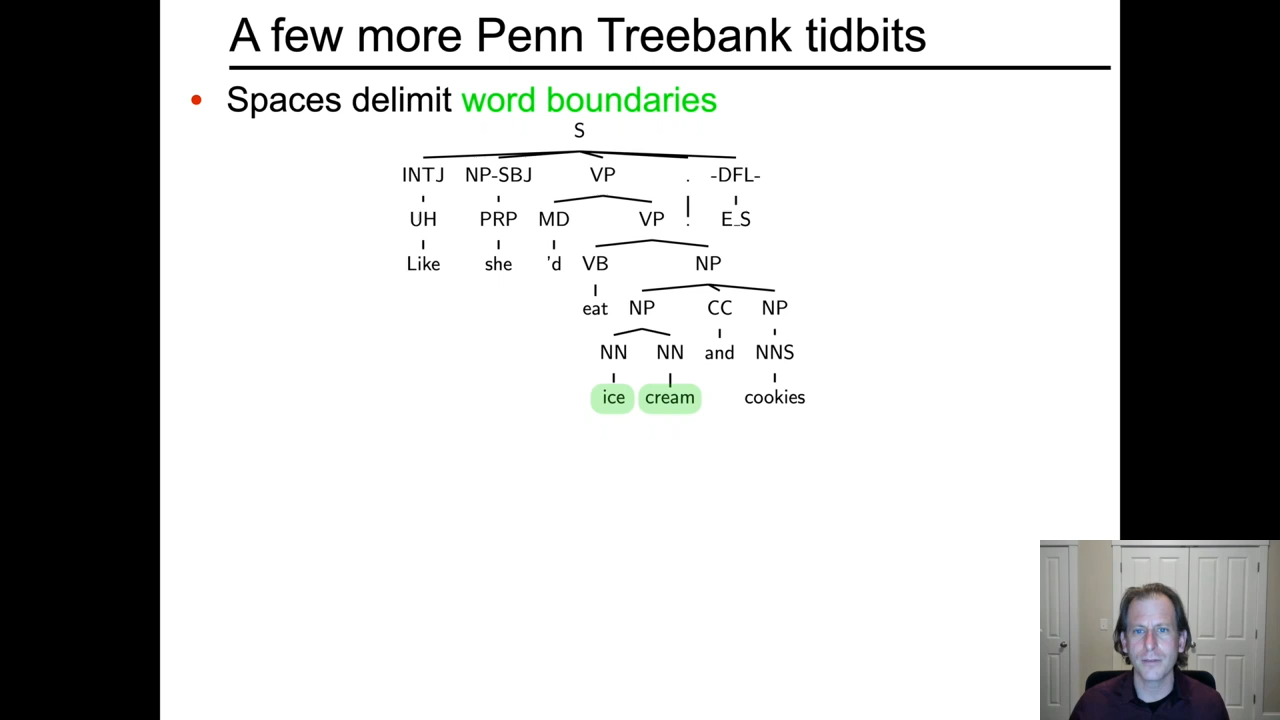 A few more Penn Treebank tidbits
• Spaces delimit word boundaries
S
INTJ NP-SBJ VP . -DFL-
UH PRP MD VP . E_S
Like she 'd VB NP
eat NP CC NP
NN NN and NNS
ice cream cookies